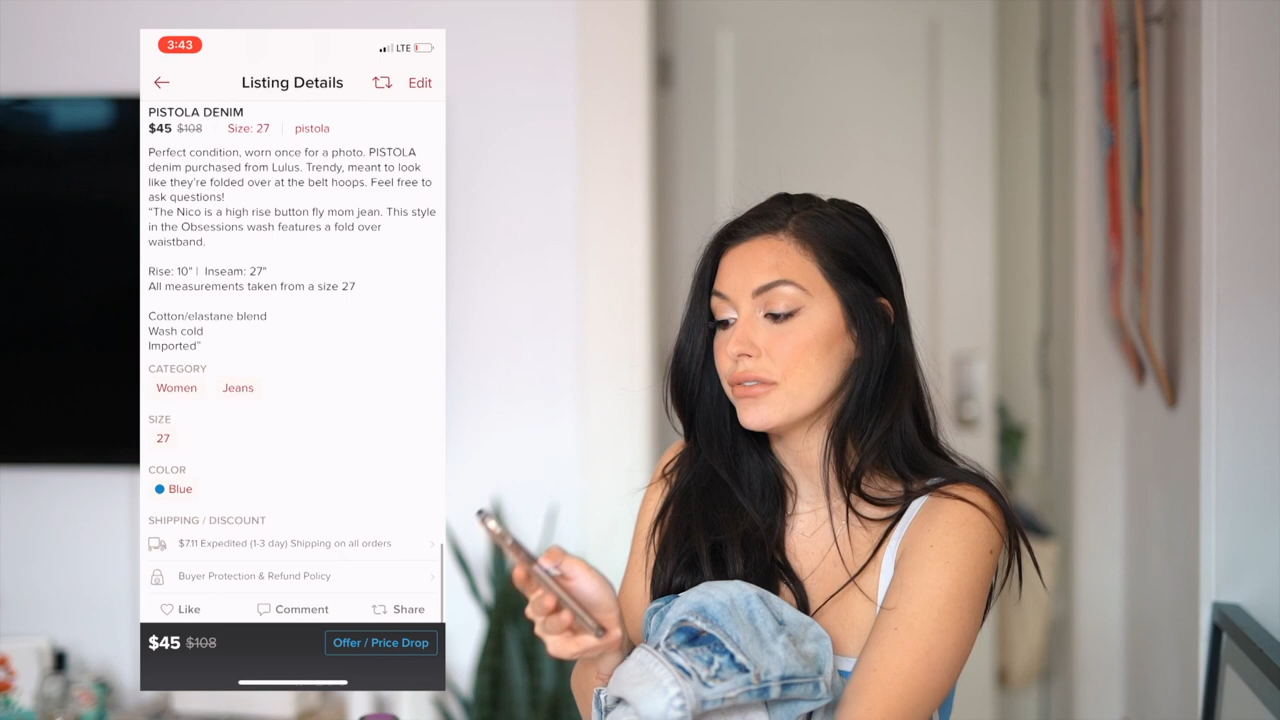 3:43
LTE
Listing Details
Edit
PISTOLA DENIM
$45 $108 Size: 27 pistola
Perfect condition, worn once for a photo. PISTOLA
denim purchased from Lulus. Trendy, meant to look
like they're folded over at the belt hoops. Feel free to
ask questions!
"The Nico is a high rise button fly mom jean. This style
in the Obsessions wash features a fold over
waistband.
Rise: 10" | Inseam: 27"
All measurements taken from a size 27
Cotton/elastane blend
Wash cold
Imported"
CATEGORY
Women Jeans
SIZE
27
COLOR
Blue
SHIPPING / DISCOUNT
$7.11 Expedited (1-3 day) Shipping on all orders
Buyer Protection & Refund Policy
Like Comment Share
$45 $108 Offer / Price Drop